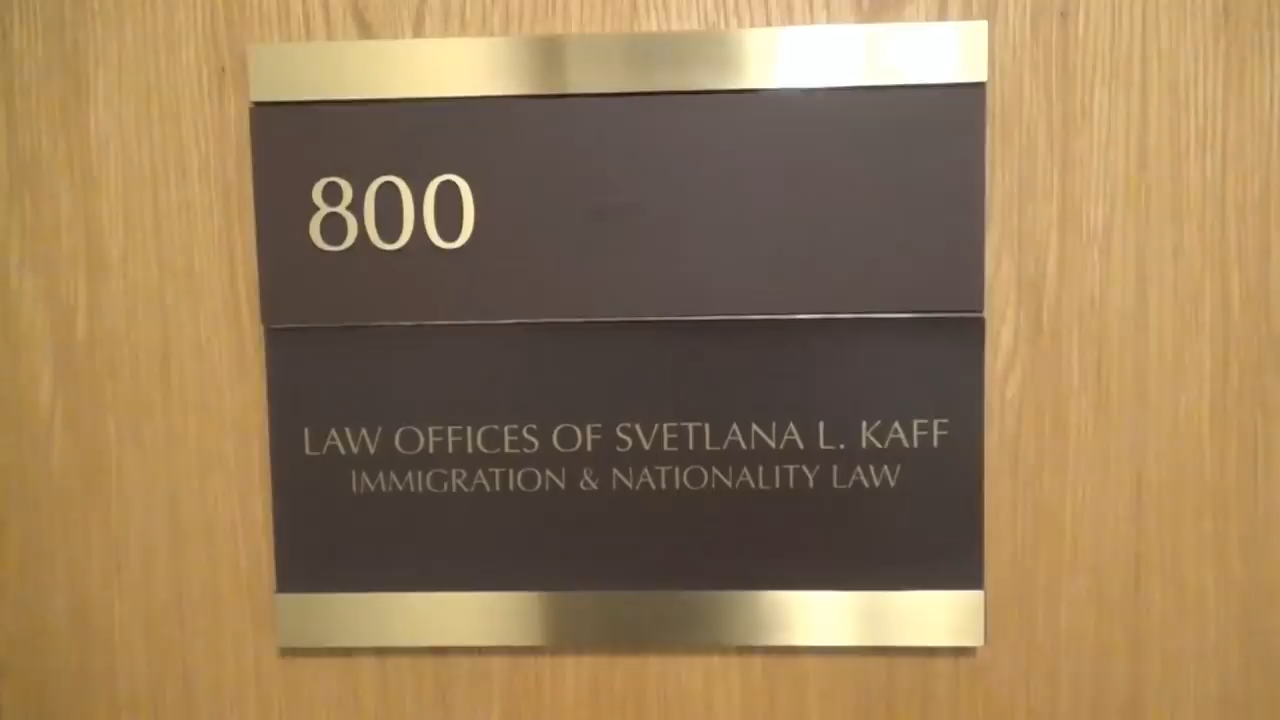 800
LAW OFFICES OF SVETLANA L. KAFF
IMMIGRATION & NATIONALITY LAW